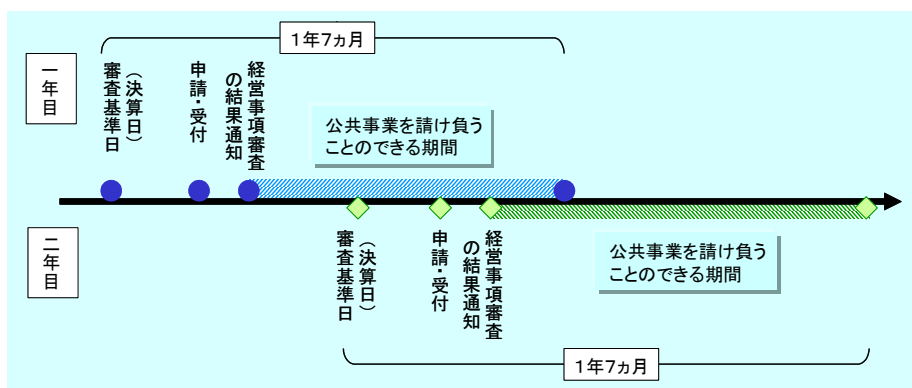 1年7ヵ月
一年目
審査基準日
（決算日）
申請・受付
経営事項審査
の結果通知
公共事業を請け負う
ことのできる期間
二年目
審査基準日
（決算日）
申請・受付
経営事項審査
の結果通知
公共事業を請け負う
ことのできる期間
1年7ヵ月